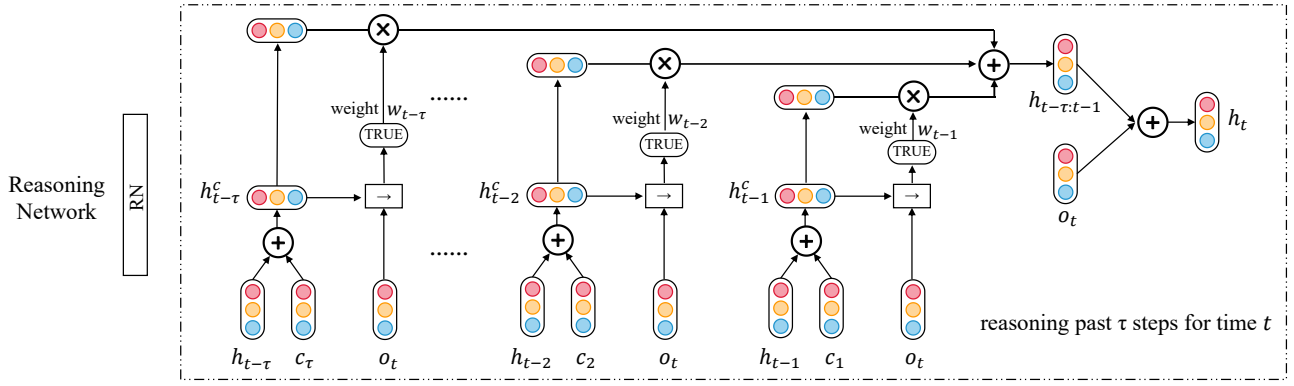 Reasoning
Network
RN
weight w_{t−τ}
TRUE
h^c_{t−τ}
→
h_{t−τ} c_τ o_t
......
......
weight w_{t−2}
TRUE
h^c_{t−2}
→
h_{t−2} c_2 o_t
weight w_{t−1}
TRUE
h^c_{t−1}
→
h_{t−1} c_1 o_t
h_{t−τ:t−1}
o_t
h_t
reasoning past τ steps for time t